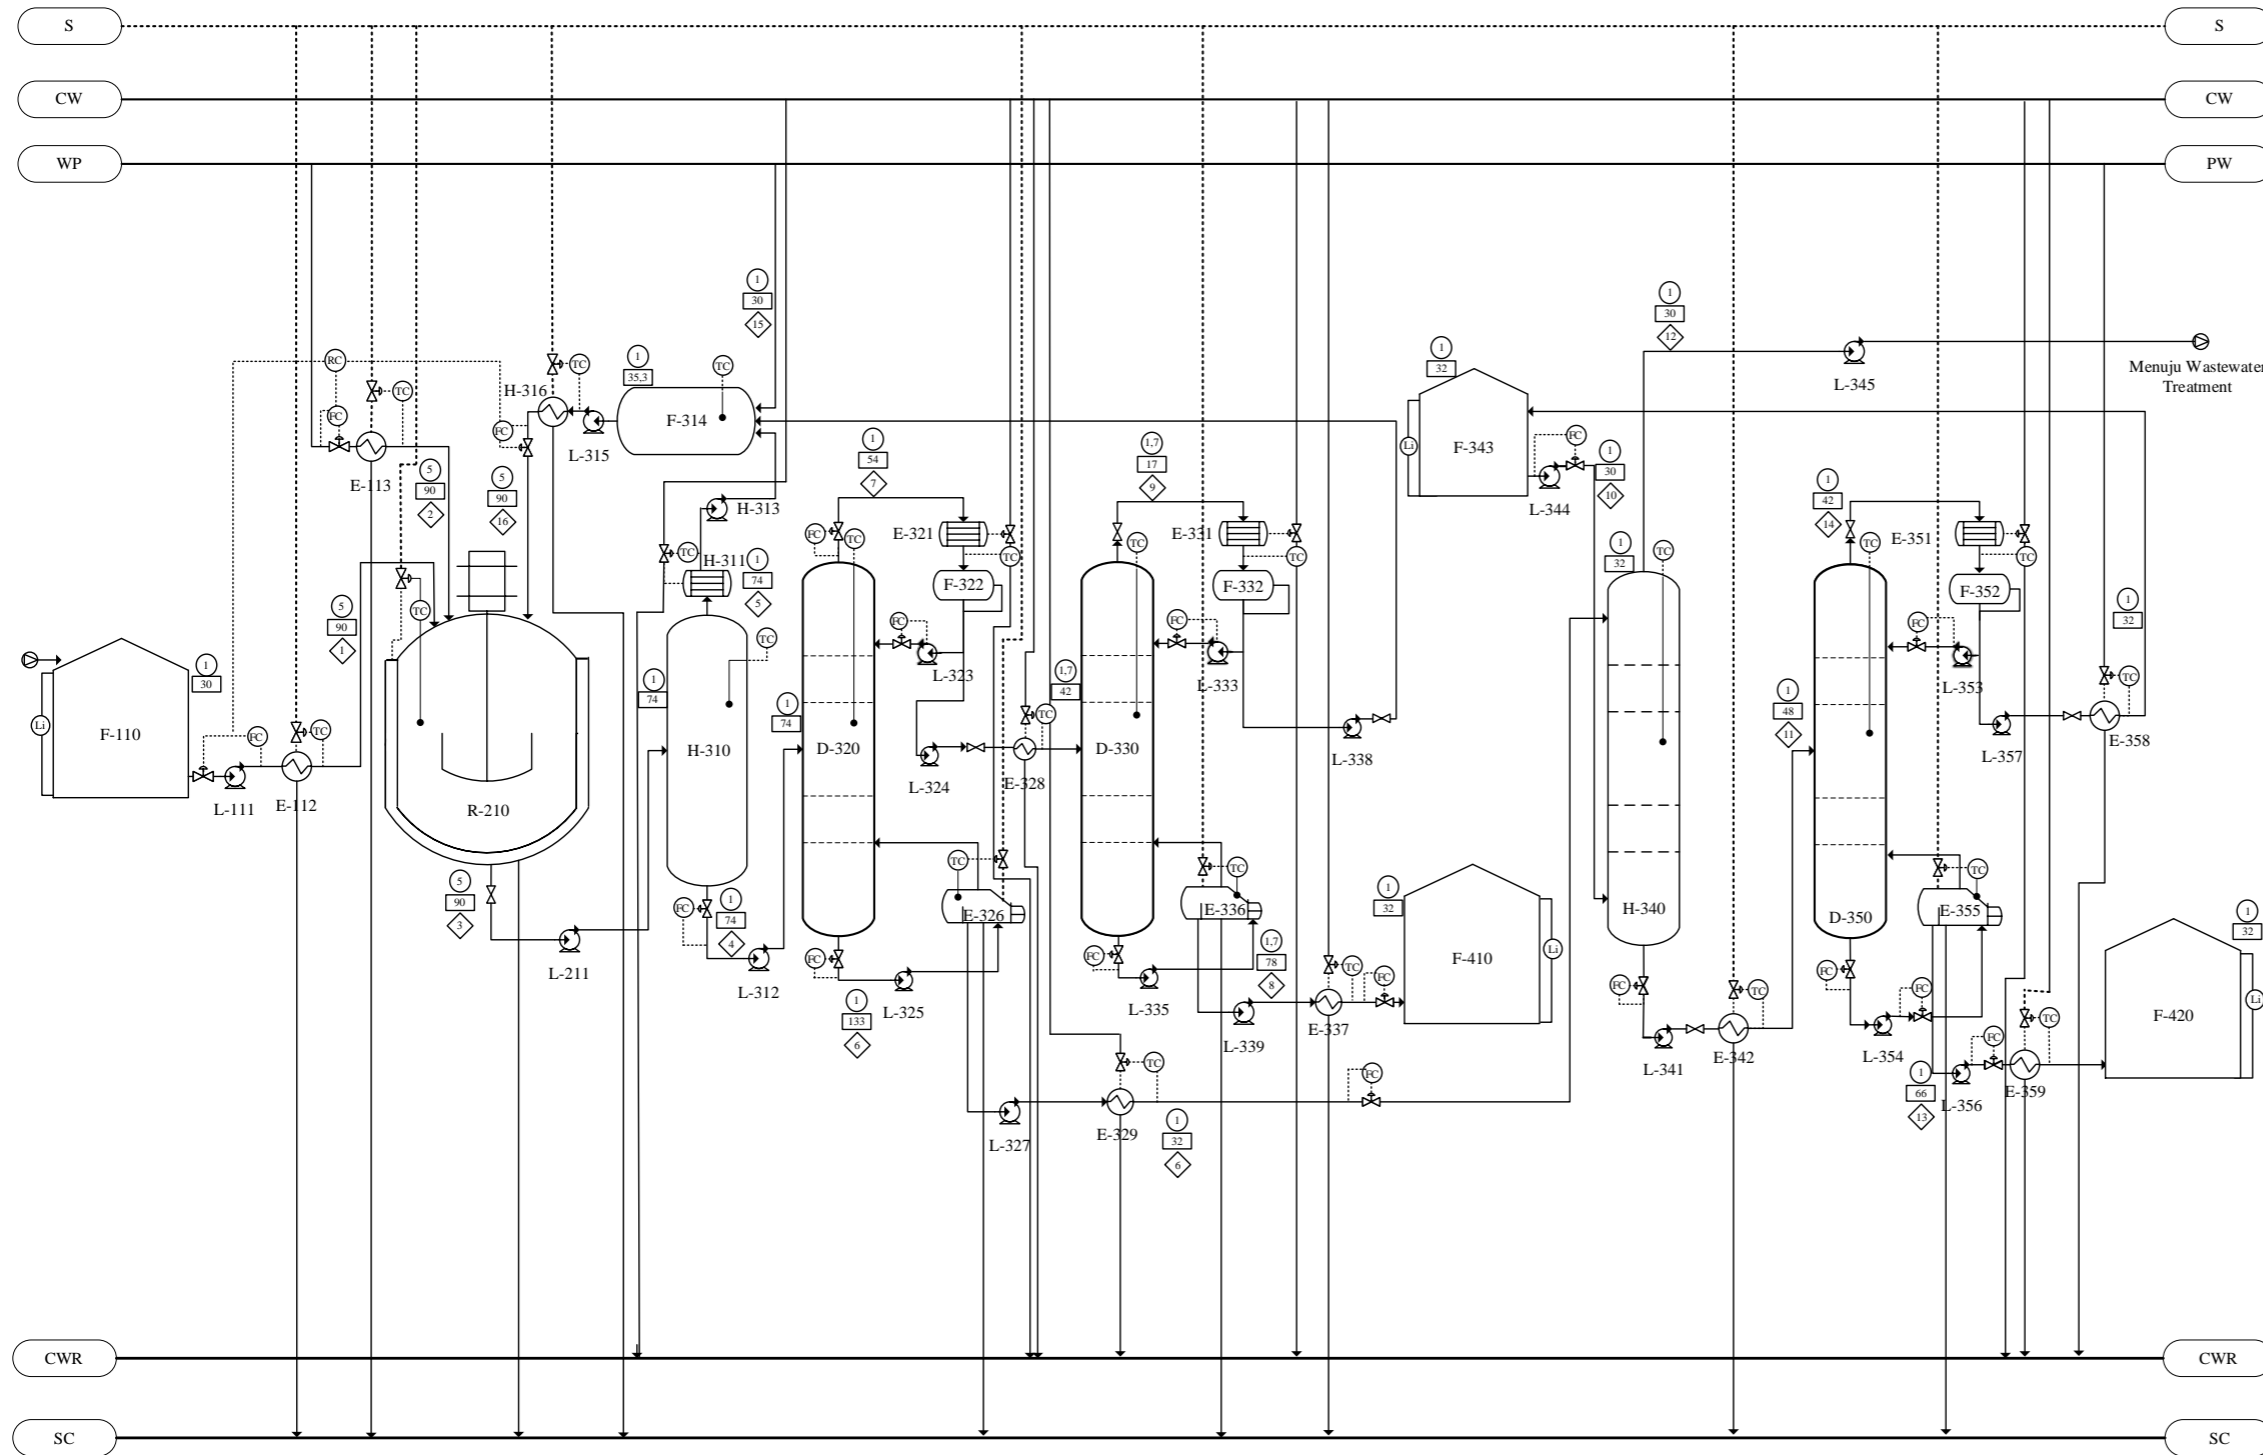 S
S
CW
CW
WP
PW
1
30
15
1
30
12
RC
TC
TC
FC
FC
H-316
1
35,3
TC
F-314
L-315
E-113
5
90
2
5
90
16
H-313
TC
H-311
1
74
5
1
54
7
FC
TC
E-321
TC
F-322
FC
L-323
1,7
17
9
TC
E-331
TC
F-332
FC
L-333
1
32
Li
F-343
FC
L-344
1
30
10
L-345
Menuju Wastewater
Treatment
1
32
TC
1
42
14
TC
E-351
TC
F-352
FC
L-353
1
32
TC
E-358
L-357
5
90
1
TC
1
30
Li
F-110
FC
FC
L-111
TC
E-112
R-210
1
74
TC
H-310
1
74
D-320
L-324
TC
E-328
1,7
42
D-330
L-338
H-340
1
48
11
5
90
3
L-211
FC
1
74
4
L-312
FC
1
133
6
L-325
TC
E-326
FC
L-335
TC
E-336
1,7
78
8
L-339
TC
FC
E-337
1
32
F-410
Li
FC
L-341
TC
E-342
D-350
FC
FC
L-354
TC
E-355
1
66
13
L-356
FC
TC
E-359
1
32
F-420
Li
L-327
TC
E-329
1
32
6
FC
CWR
CWR
SC
SC